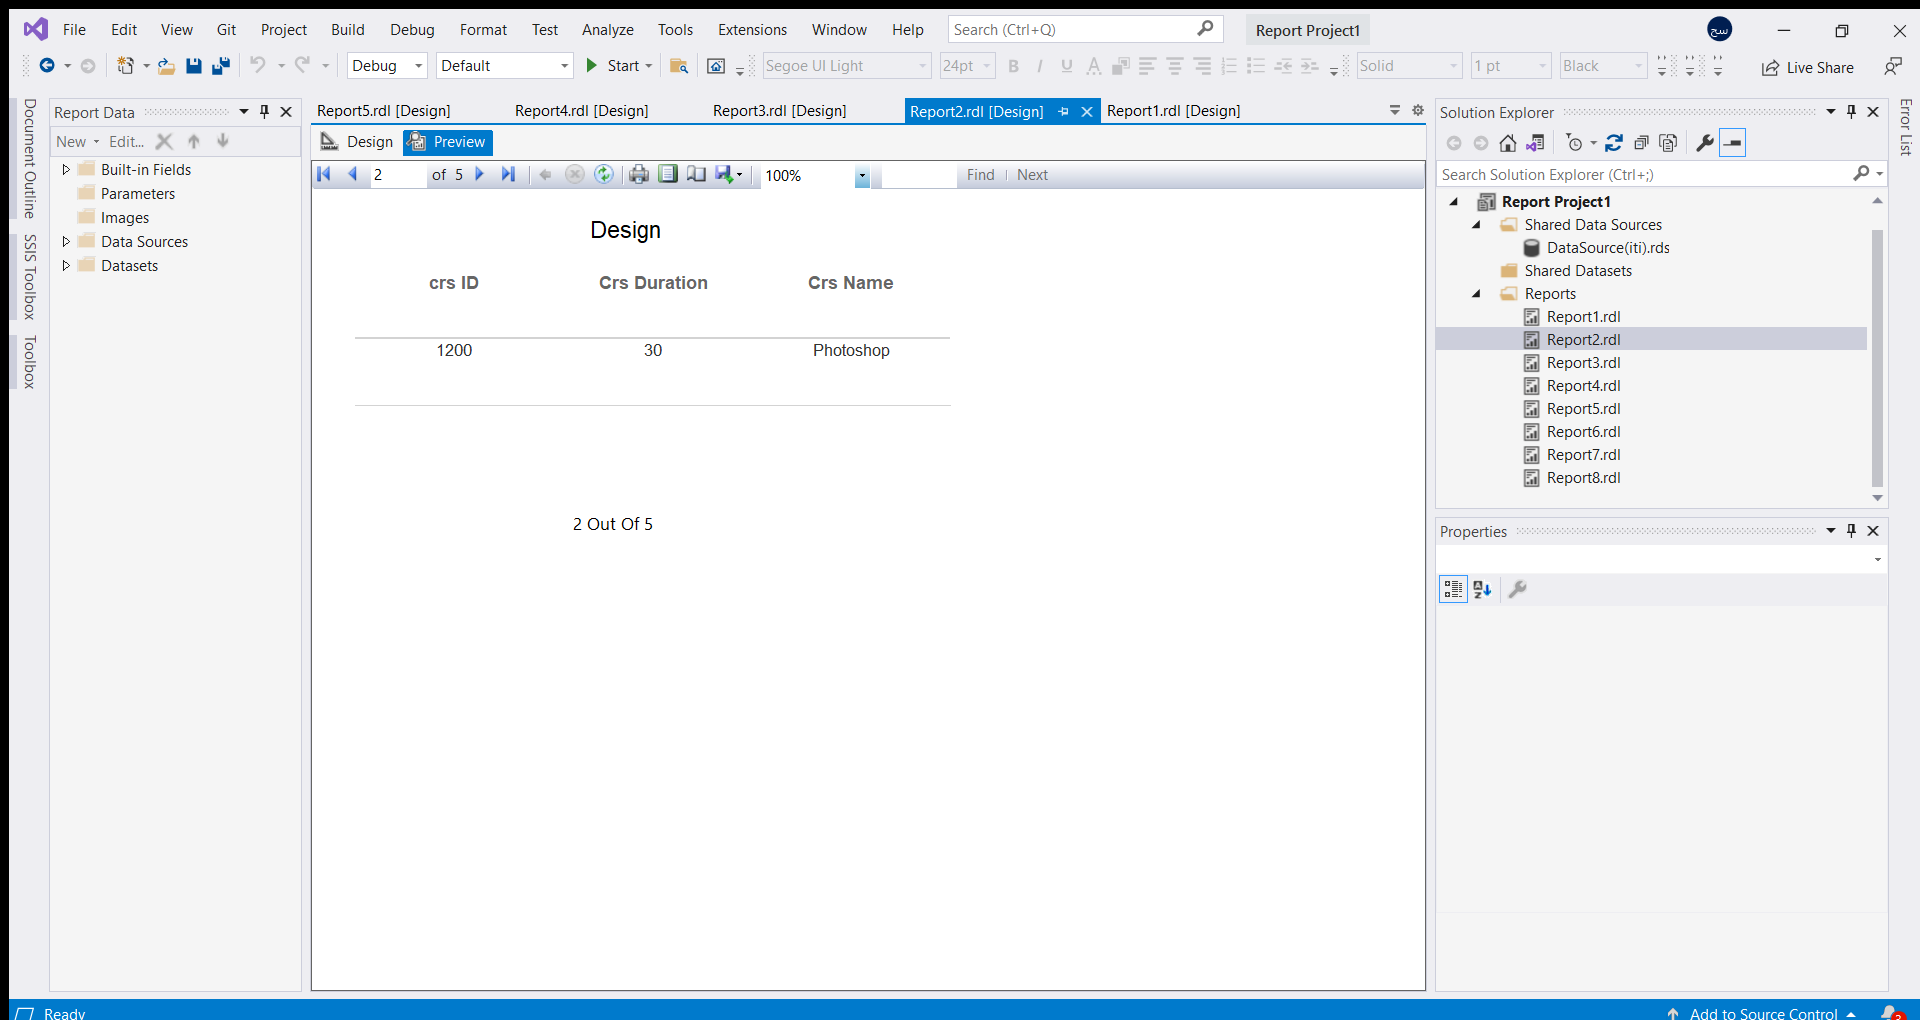 File Edit View Git Project Build Debug Format Test Analyze Tools Extensions Window Help Search (Ctrl+Q) Report Project1 سح
Debug Default Start Segoe UI Light 24pt B I U A Solid 1 pt Black Live Share
Document Outline
SSIS Toolbox
Toolbox
Report Data
New Edit...
Built-in Fields
Parameters
Images
Data Sources
Datasets
Report5.rdl [Design] Report4.rdl [Design] Report3.rdl [Design] Report2.rdl [Design] Report1.rdl [Design]
Design Preview
2 of 5 100% Find Next
Design
crs ID Crs Duration Crs Name
1200 30 Photoshop
2 Out Of 5
Solution Explorer
Search Solution Explorer (Ctrl+;)
Report Project1
Shared Data Sources
DataSource(iti).rds
Shared Datasets
Reports
Report1.rdl
Report2.rdl
Report3.rdl
Report4.rdl
Report5.rdl
Report6.rdl
Report7.rdl
Report8.rdl
Properties
Error List
Ready Add to Source Control